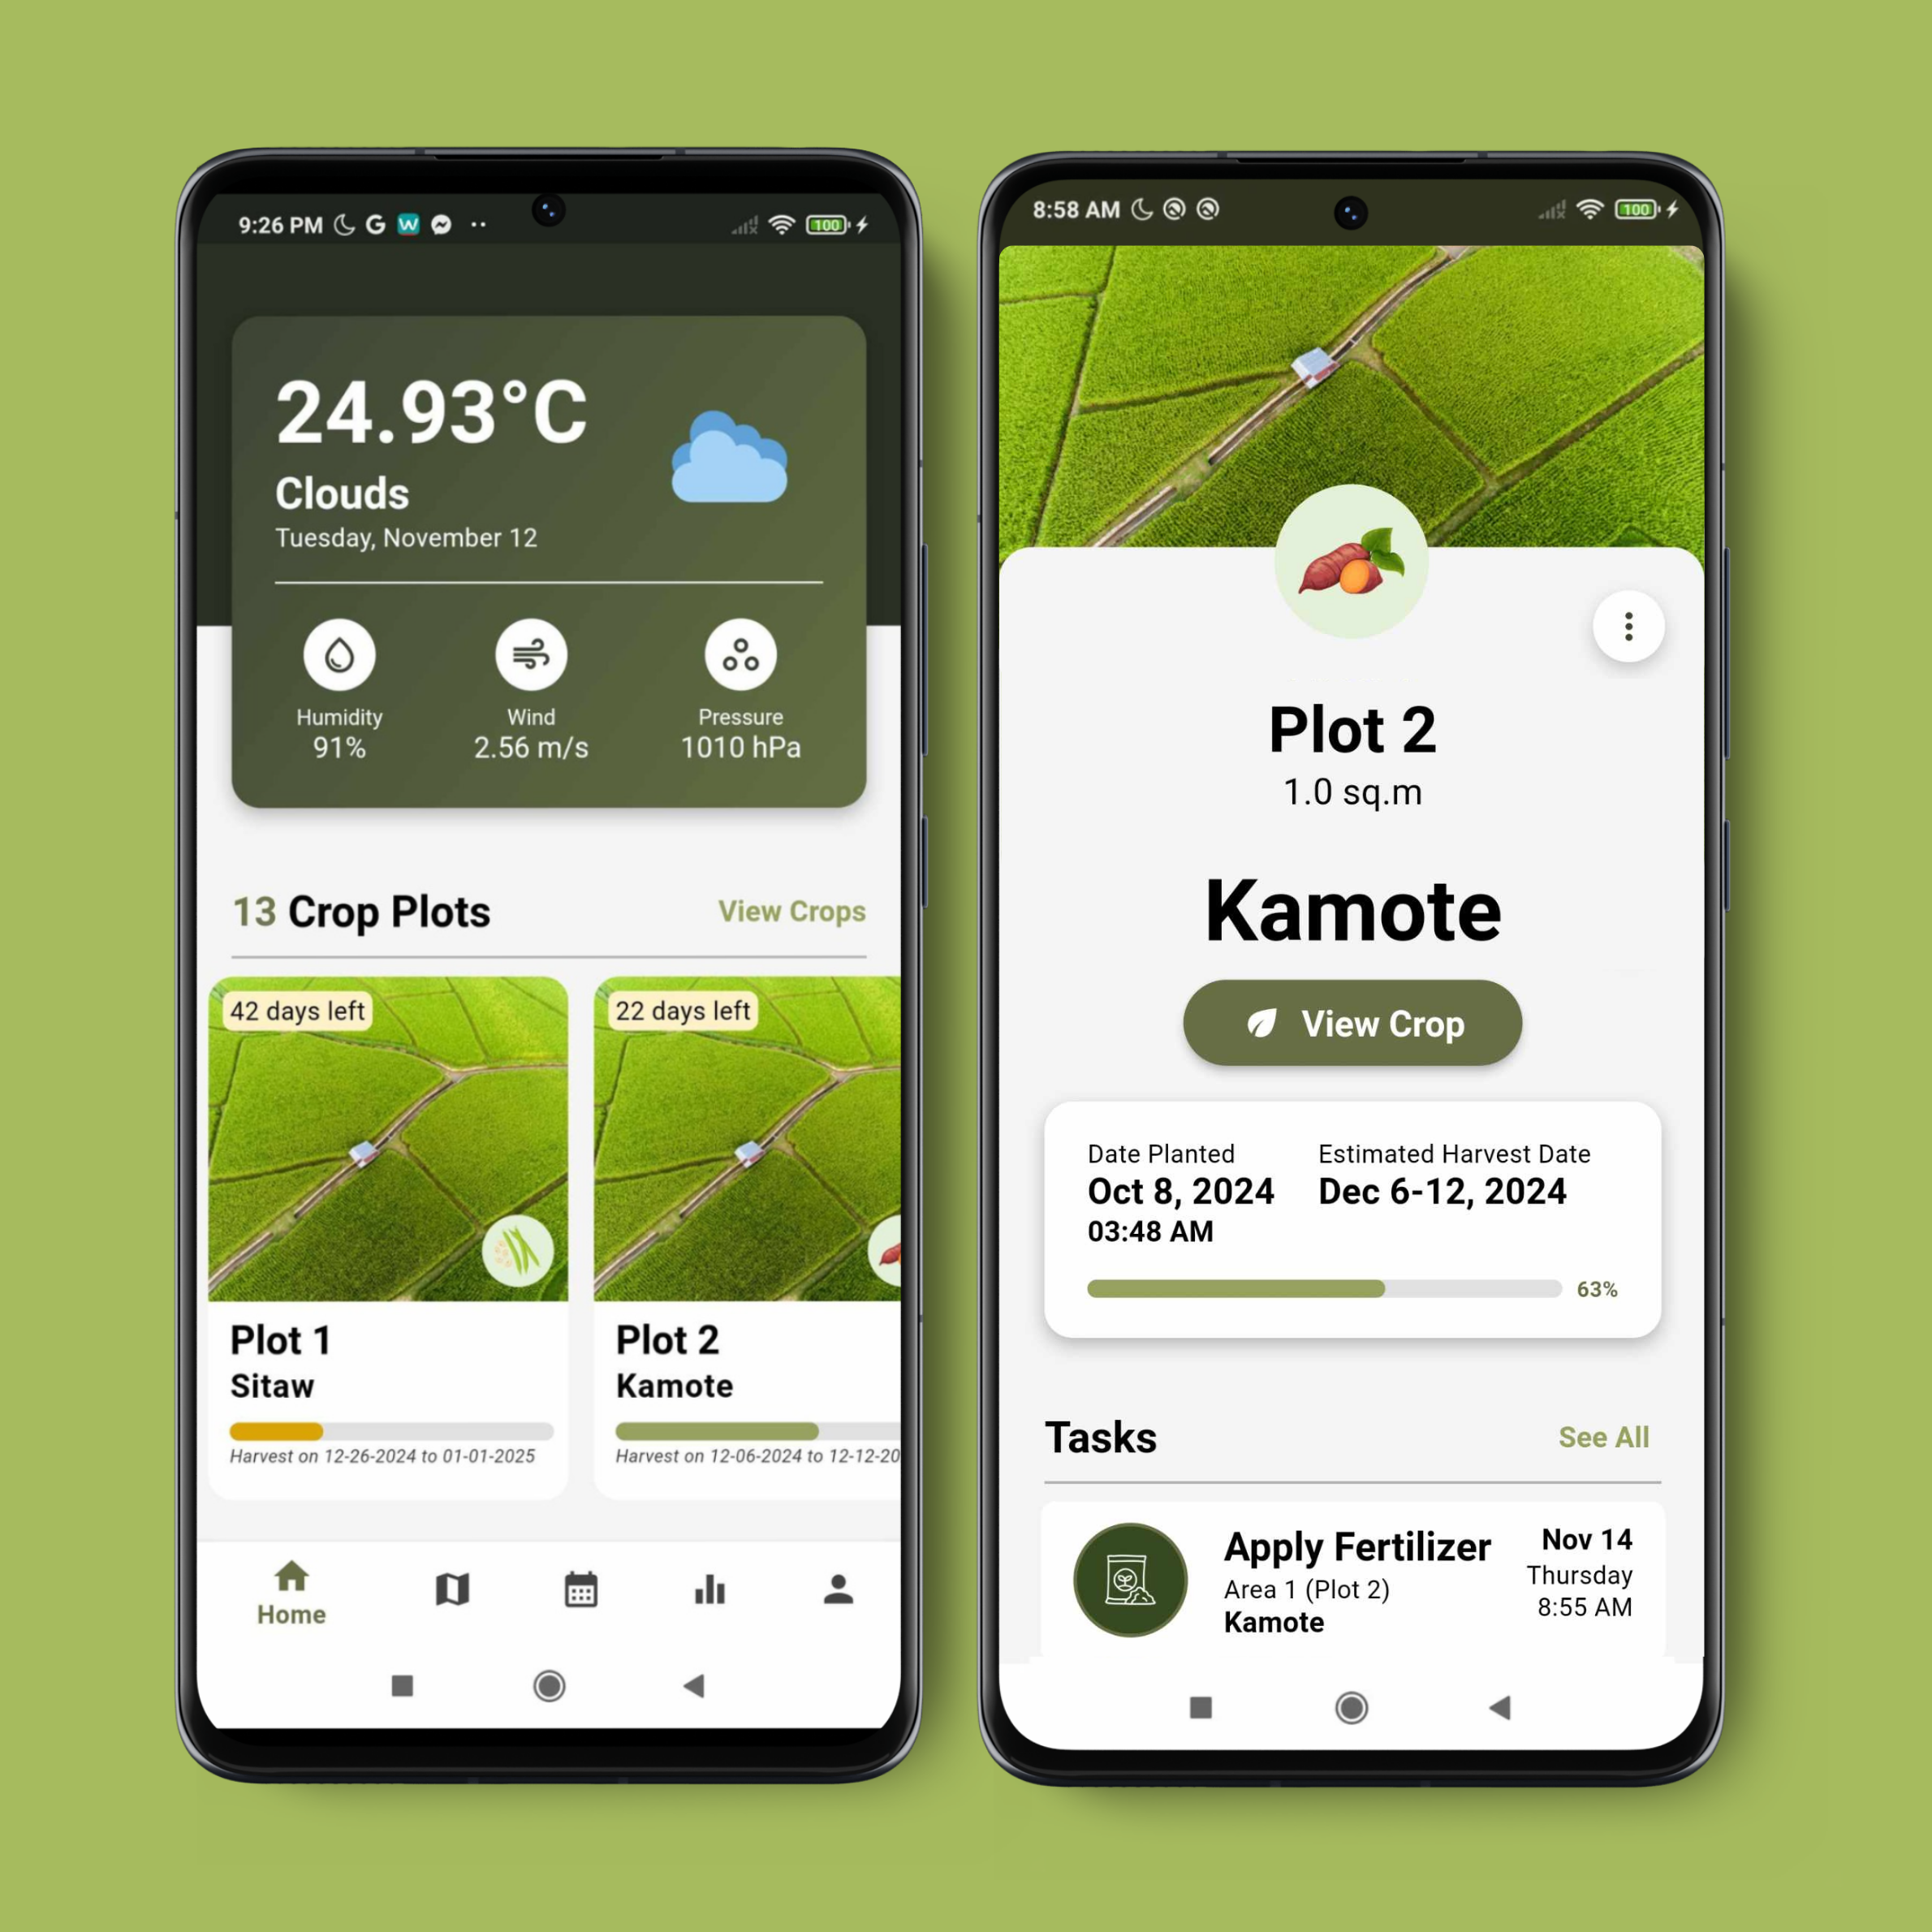 9:26 PM
100
24.93°C
Clouds
Tuesday, November 12
Humidity
91%
Wind
2.56 m/s
Pressure
1010 hPa
13 Crop Plots
View Crops
42 days left
Plot 1
Sitaw
Harvest on 12-26-2024 to 01-01-2025
22 days left
Plot 2
Kamote
Harvest on 12-06-2024 to 12-12-20
Home
8:58 AM
100
Plot 2
1.0 sq.m
Kamote
View Crop
Date Planted
Oct 8, 2024
03:48 AM
Estimated Harvest Date
Dec 6-12, 2024
63%
Tasks
See All
Apply Fertilizer
Area 1 (Plot 2)
Kamote
Nov 14
Thursday
8:55 AM